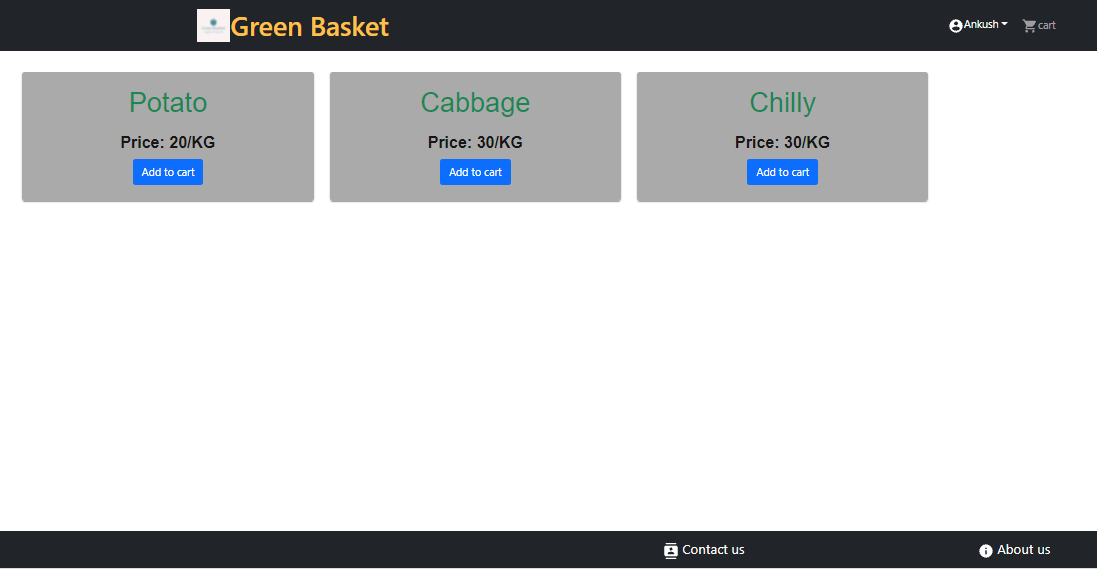 Green Basket
Ankush
cart
Potato
Price: 20/KG
Add to cart
Cabbage
Price: 30/KG
Add to cart
Chilly
Price: 30/KG
Add to cart
Contact us
About us